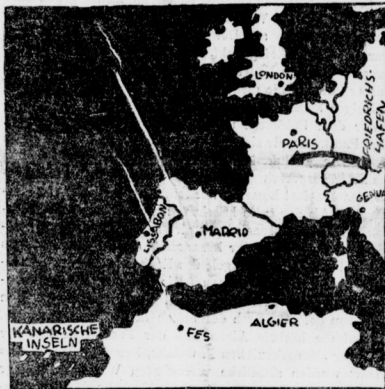 LONDON
FRIEDRICHS-
HAFEN
PARIS
GENUA
LISSABON
MADRID
KANARISCHE
INSELN
FES
ALGIER